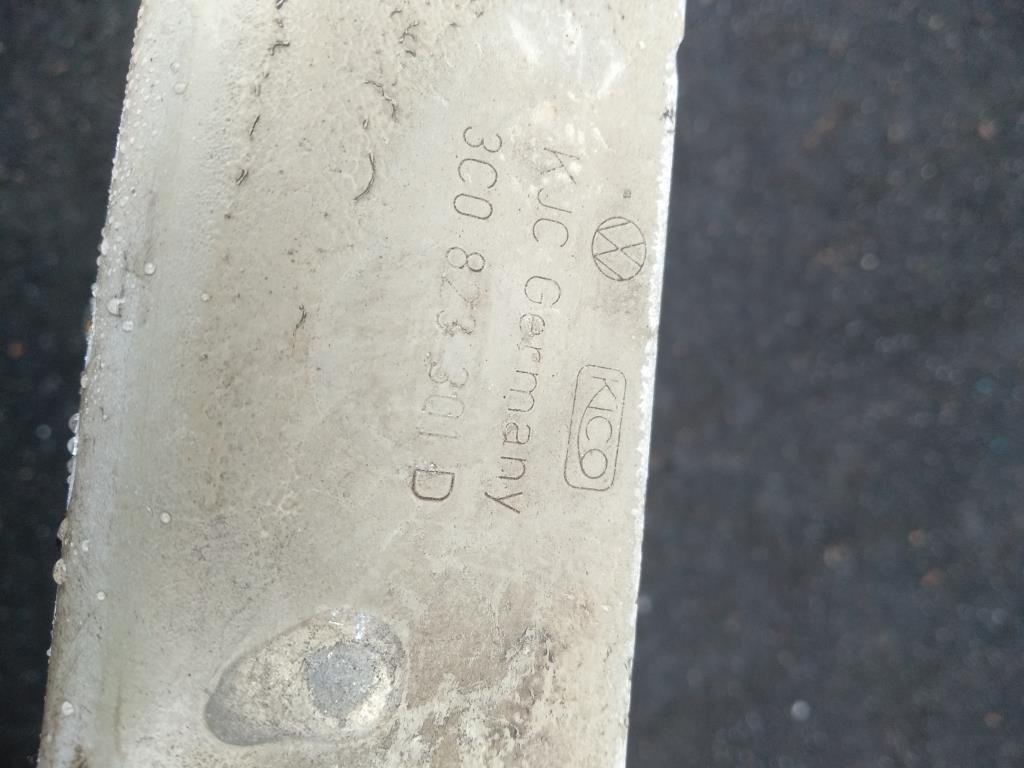 KICO
KJC Germany
3C0 823 301 D